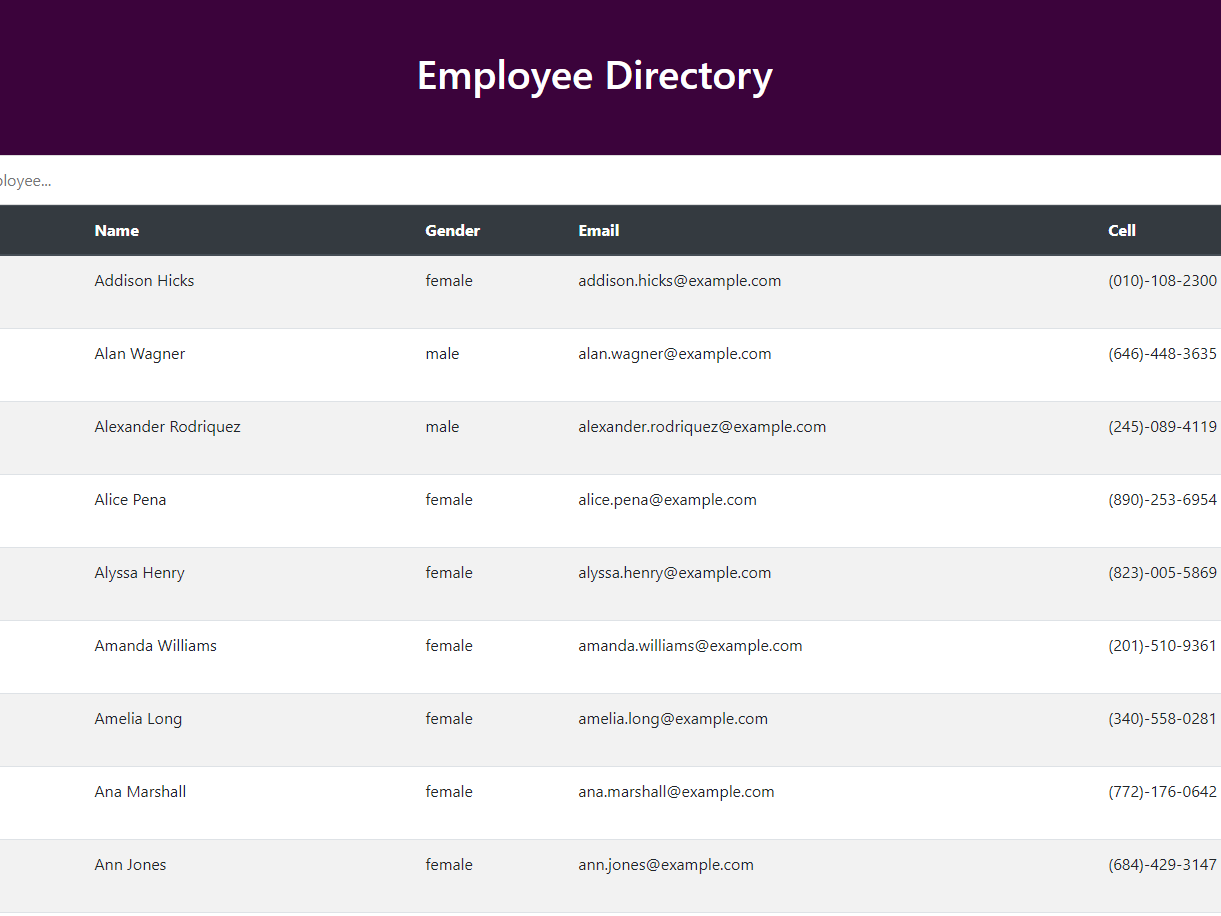 Employee Directory
ployee...
Name Gender Email Cell
Addison Hicks female addison.hicks@example.com (010)-108-2300
Alan Wagner male alan.wagner@example.com (646)-448-3635
Alexander Rodriquez male alexander.rodriquez@example.com (245)-089-4119
Alice Pena female alice.pena@example.com (890)-253-6954
Alyssa Henry female alyssa.henry@example.com (823)-005-5869
Amanda Williams female amanda.williams@example.com (201)-510-9361
Amelia Long female amelia.long@example.com (340)-558-0281
Ana Marshall female ana.marshall@example.com (772)-176-0642
Ann Jones female ann.jones@example.com (684)-429-3147